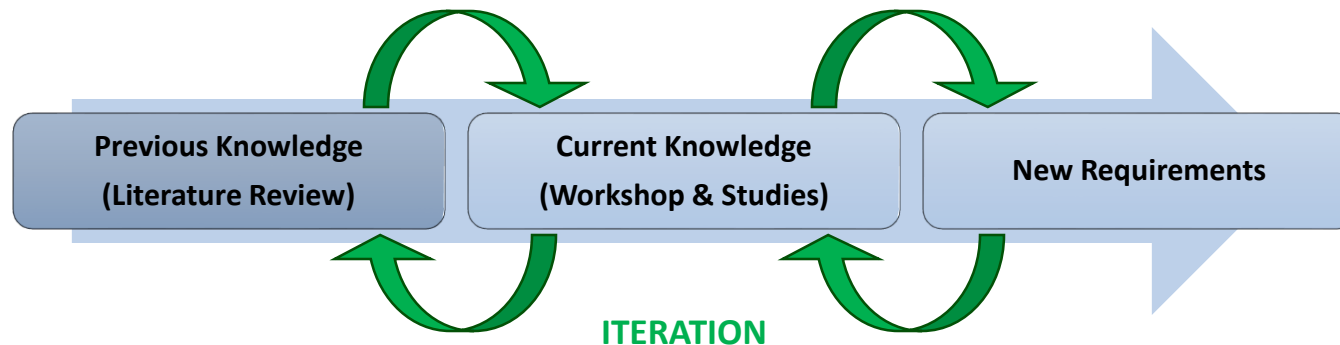 Previous Knowledge
(Literature Review)
Current Knowledge
(Workshop & Studies)
New Requirements
ITERATION